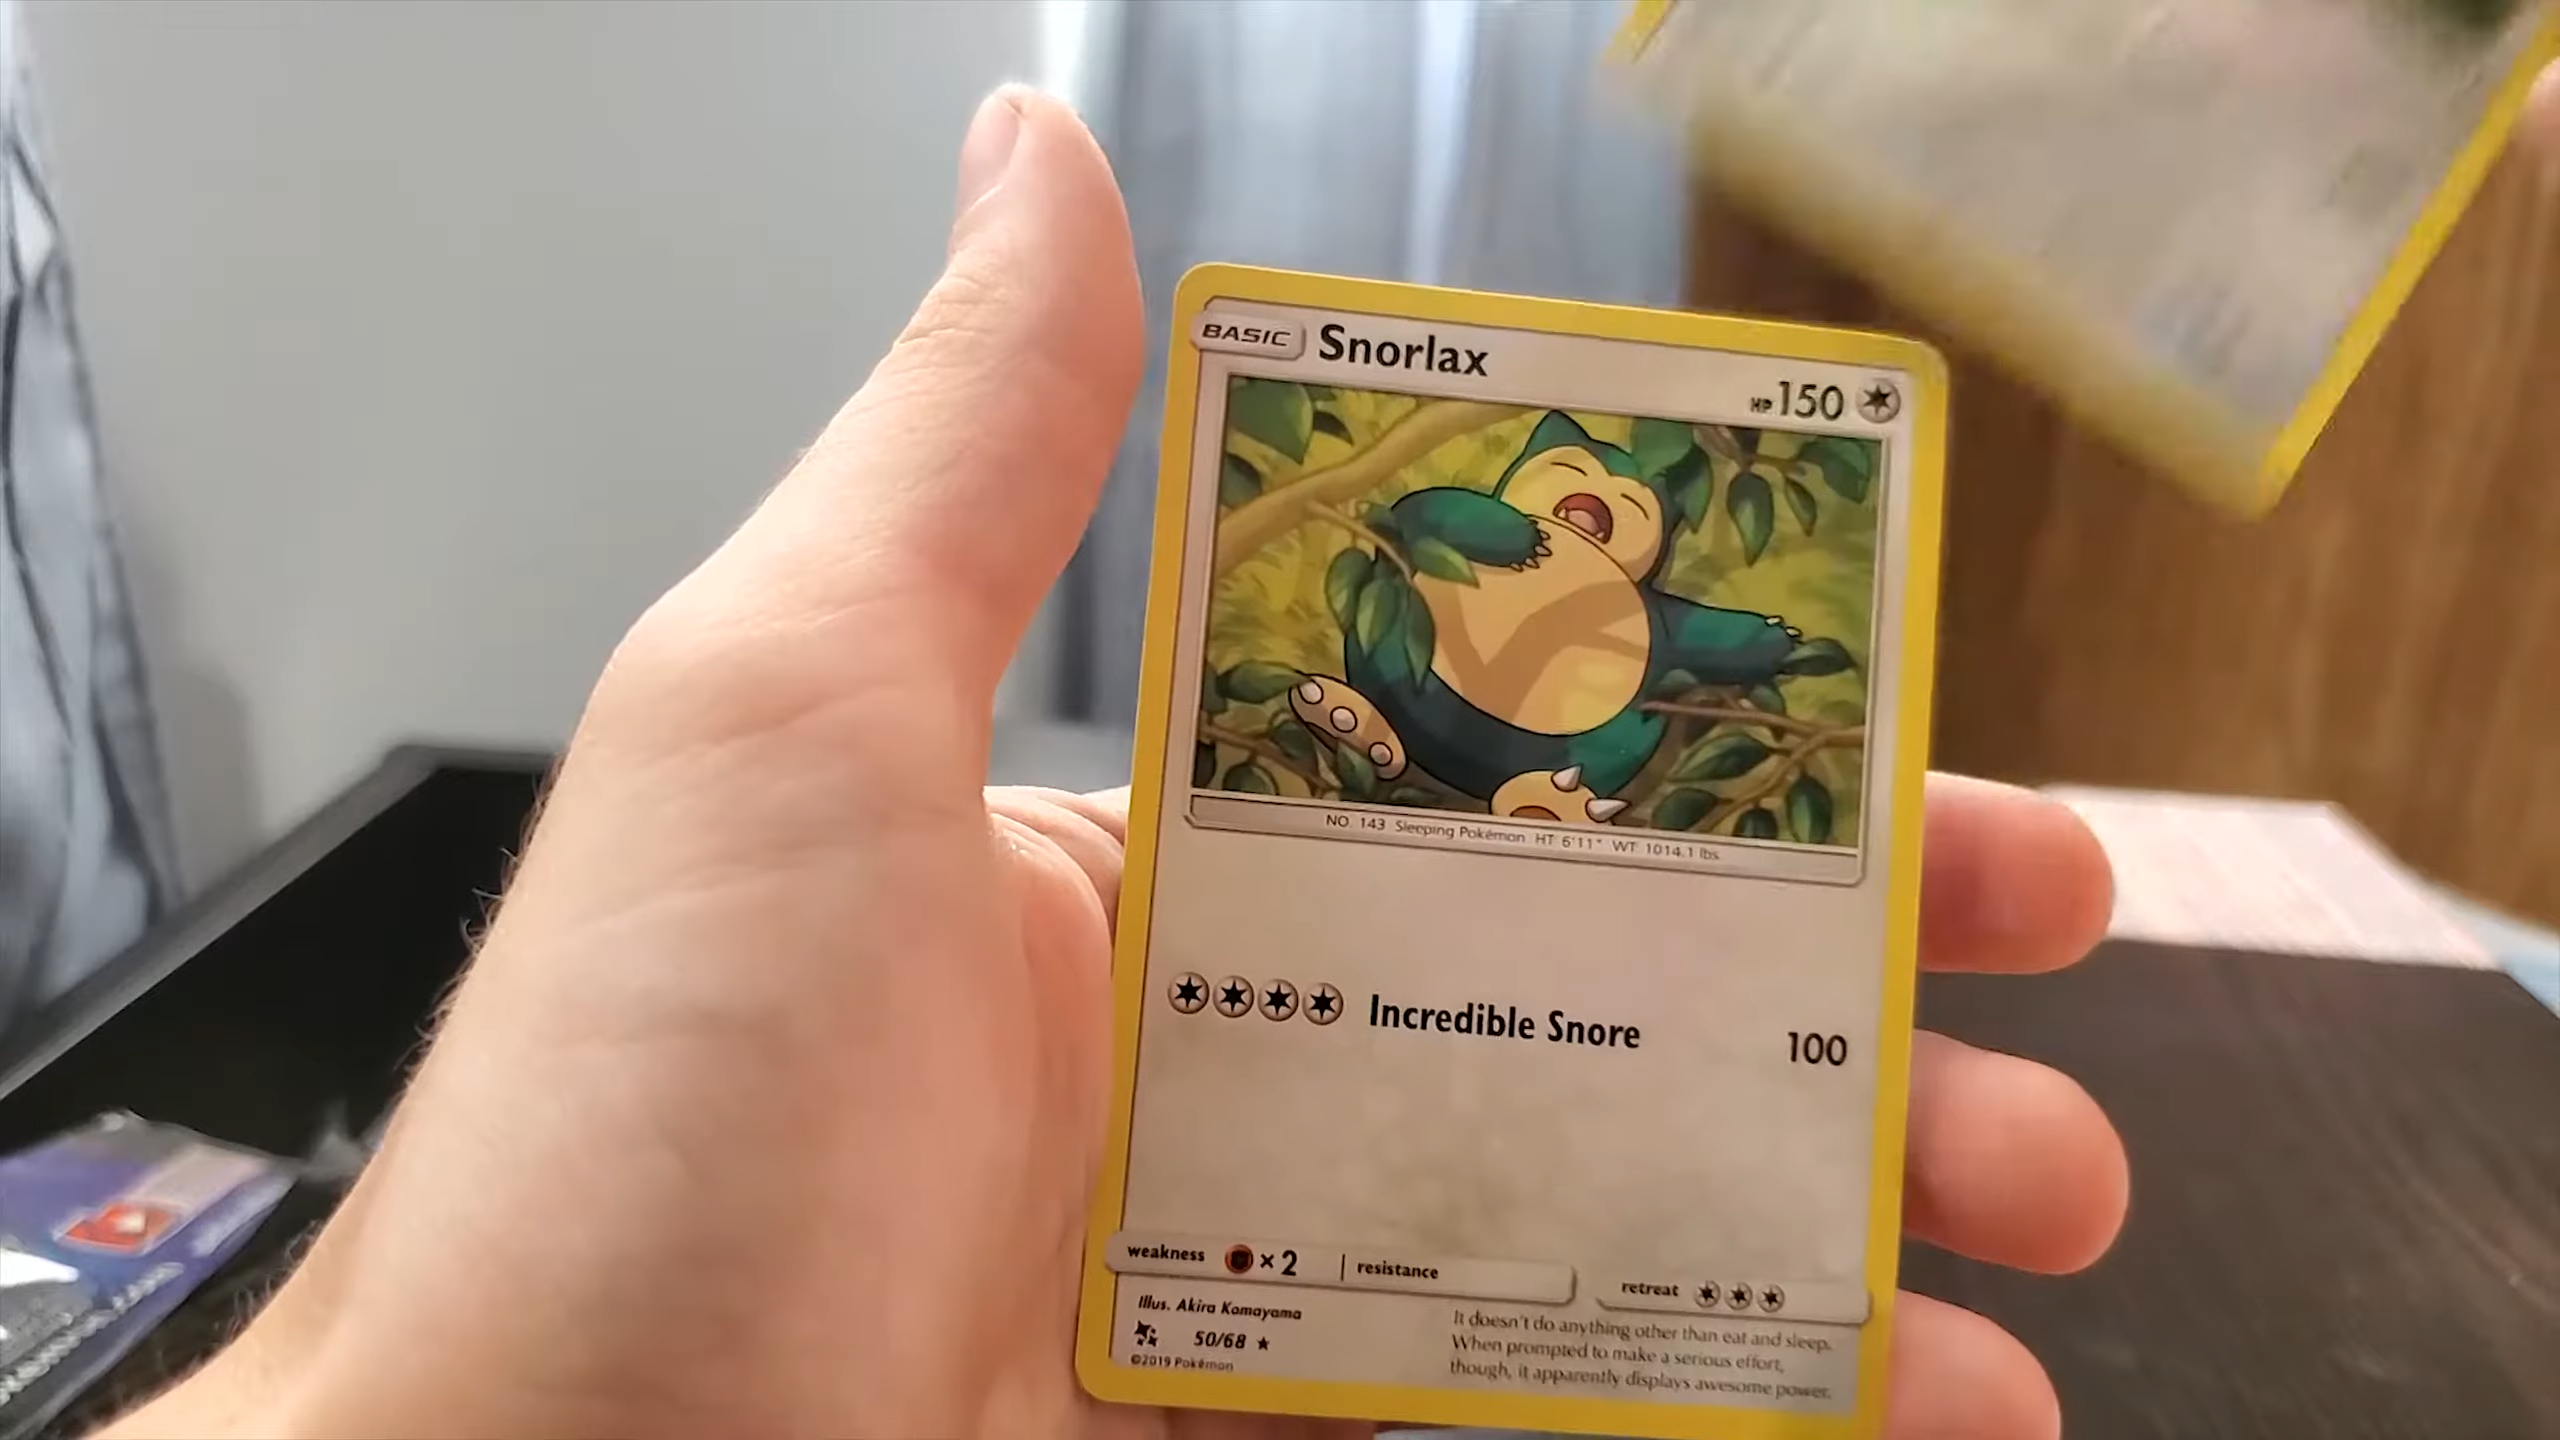 BASIC Snorlax
HP 150
NO. 143 Sleeping Pokémon HT 6'11" WT 1014.1 lbs.
Incredible Snore 100
weakness ×2 resistance
retreat
Illus. Akira Komayama
50/68
©2019 Pokémon
It doesn't do anything other than eat and sleep.
When prompted to make a serious effort,
though, it apparently displays awesome power.